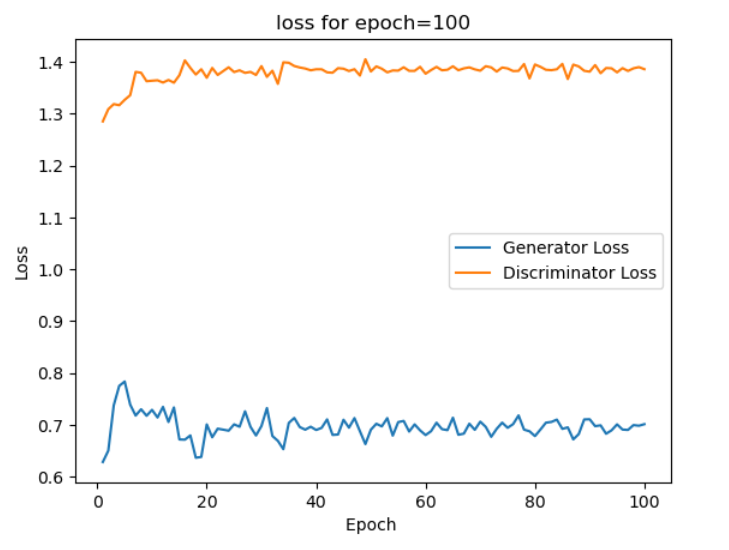 loss for epoch=100
1.4
1.3
1.2
1.1
1.0
0.9
0.8
0.7
0.6
Loss
Generator Loss
Discriminator Loss
0 20 40 60 80 100
Epoch